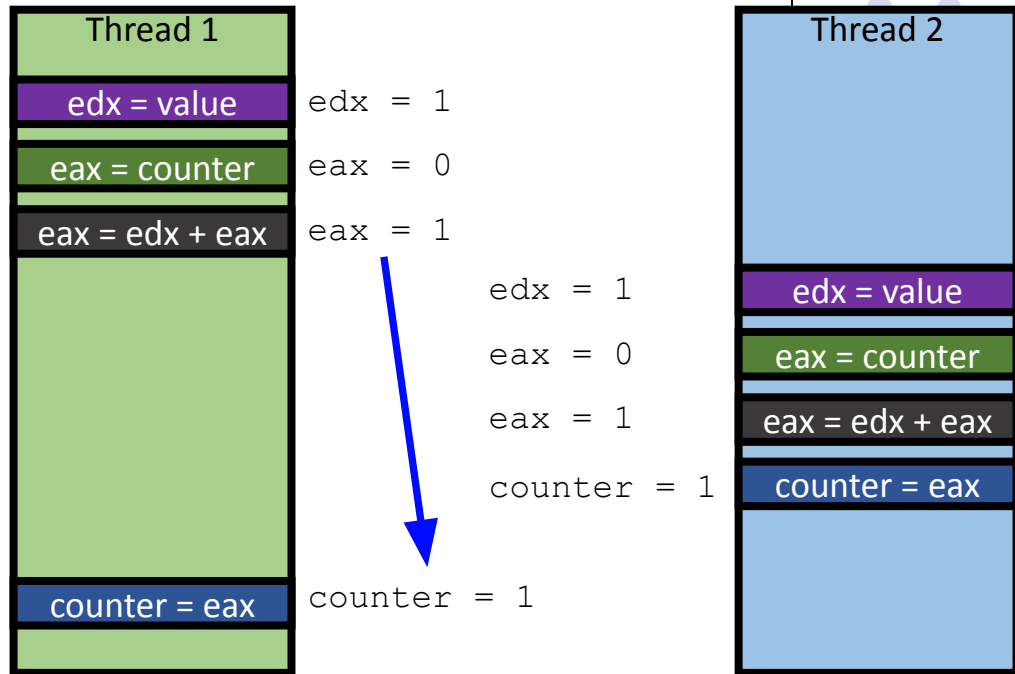 Thread 1
Thread 2
edx = value
edx = 1
eax = counter
eax = 0
eax = edx + eax
eax = 1
edx = 1
edx = value
eax = 0
eax = counter
eax = 1
eax = edx + eax
counter = 1
counter = eax
counter = eax
counter = 1